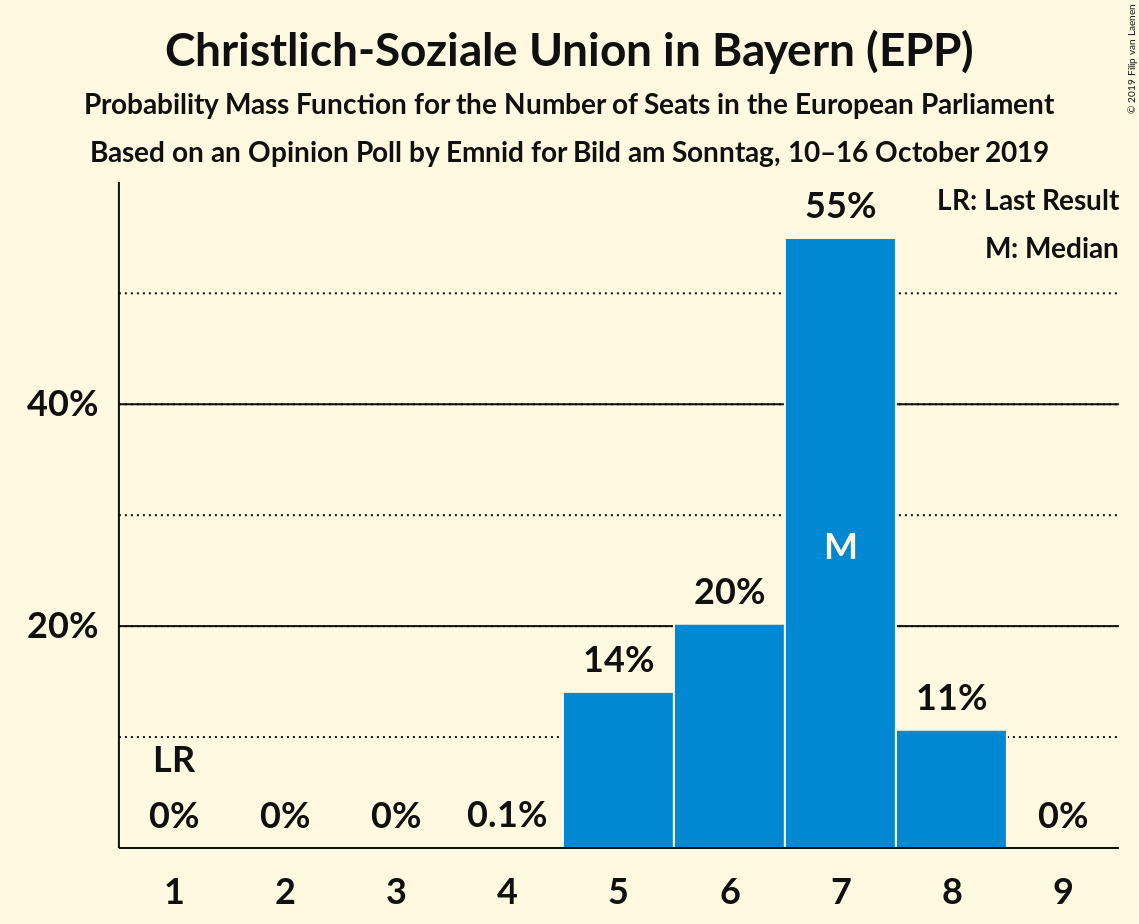 Christlich-Soziale Union in Bayern (EPP)
Probability Mass Function for the Number of Seats in the European Parliament
Based on an Opinion Poll by Emnid for Bild am Sonntag, 10–16 October 2019
© 2019 Filip van Laenen
LR: Last Result
M: Median
55%
40%
M
20%
20%
14%
11%
LR
0%
0%
0%
0.1%
0%
1 2 3 4 5 6 7 8 9